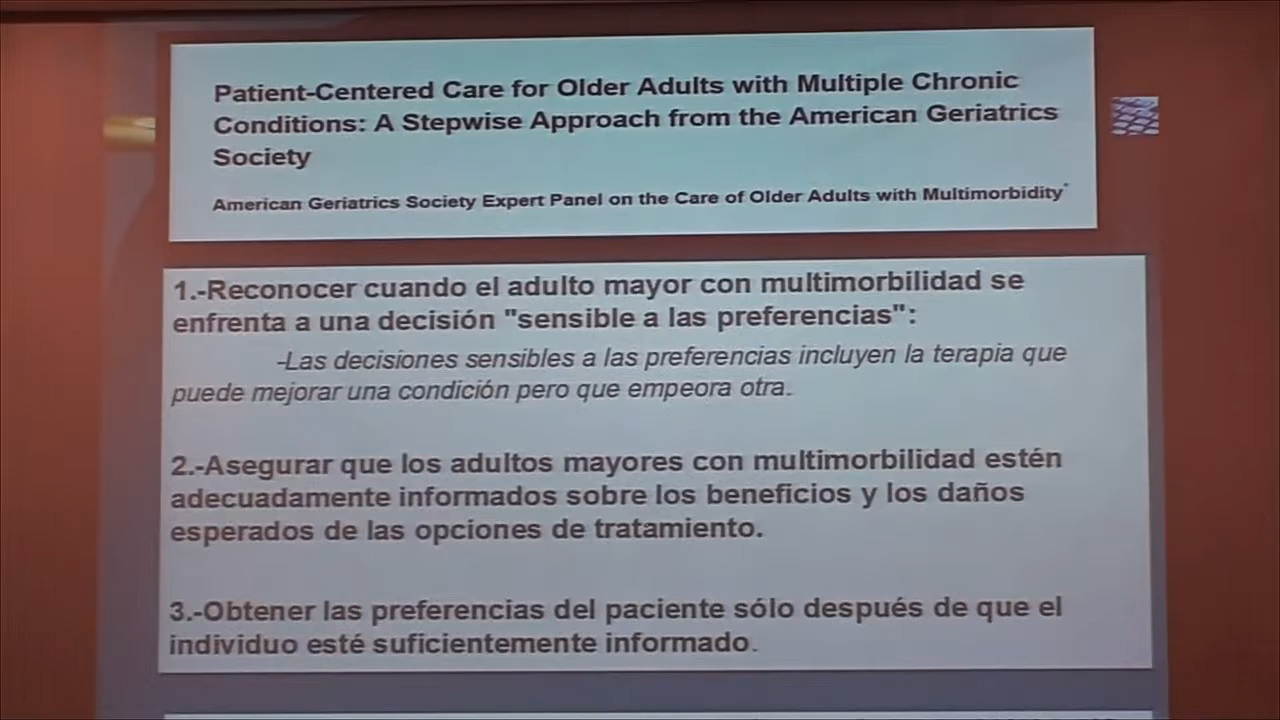 Patient-Centered Care for Older Adults with Multiple Chronic
Conditions: A Stepwise Approach from the American Geriatrics
Society
American Geriatrics Society Expert Panel on the Care of Older Adults with Multimorbidity*
1.-Reconocer cuando el adulto mayor con multimorbilidad se
enfrenta a una decisión "sensible a las preferencias":
-Las decisiones sensibles a las preferencias incluyen la terapia que
puede mejorar una condición pero que empeora otra.
2.-Asegurar que los adultos mayores con multimorbilidad estén
adecuadamente informados sobre los beneficios y los daños
esperados de las opciones de tratamiento.
3.-Obtener las preferencias del paciente sólo después de que el
individuo esté suficientemente informado.